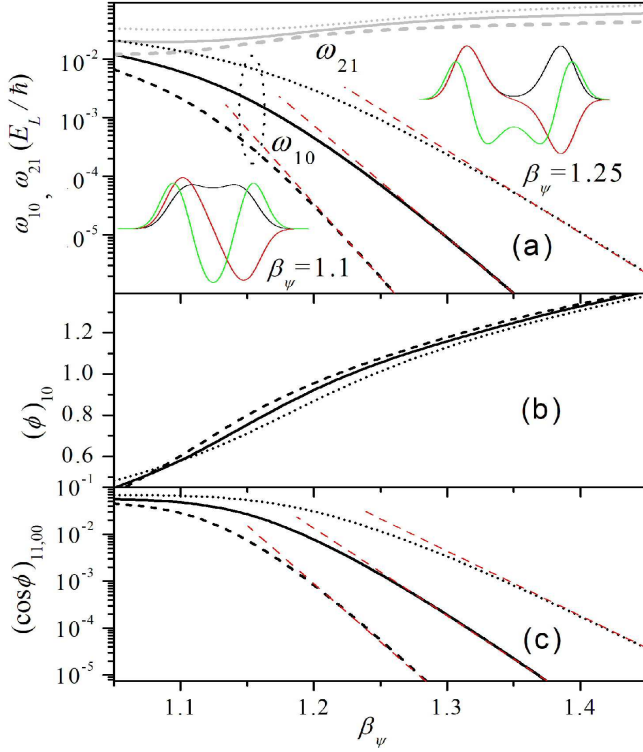 ω₁₀, ω₂₁ (E_L / ħ)
10⁻²
10⁻³
10⁻⁴
0⁻⁵
ω₂₁
ω₁₀
β_ψ=1.25
β_ψ=1.1
(a)
(ϕ)₁₀
1.2
1.0
0.8
0.6
(b)
(cosϕ)₁₁,₀₀
10⁻¹
10⁻²
10⁻³
10⁻⁴
10⁻⁵
(c)
1.1 1.2 1.3 1.4
β_ψ